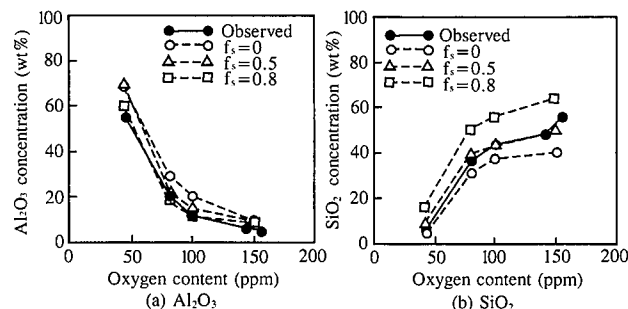 Al₂O₃ concentration (wt%)
100
80
60
40
20
0
0
50
100
150
200
Oxygen content (ppm)
(a) Al₂O₃
Observed
fₛ=0
fₛ=0.5
fₛ=0.8
SiO₂ concentration (wt%)
100
80
60
40
20
0
0
50
100
150
200
Oxygen content (ppm)
(b) SiO₂
Observed
fₛ=0
fₛ=0.5
fₛ=0.8